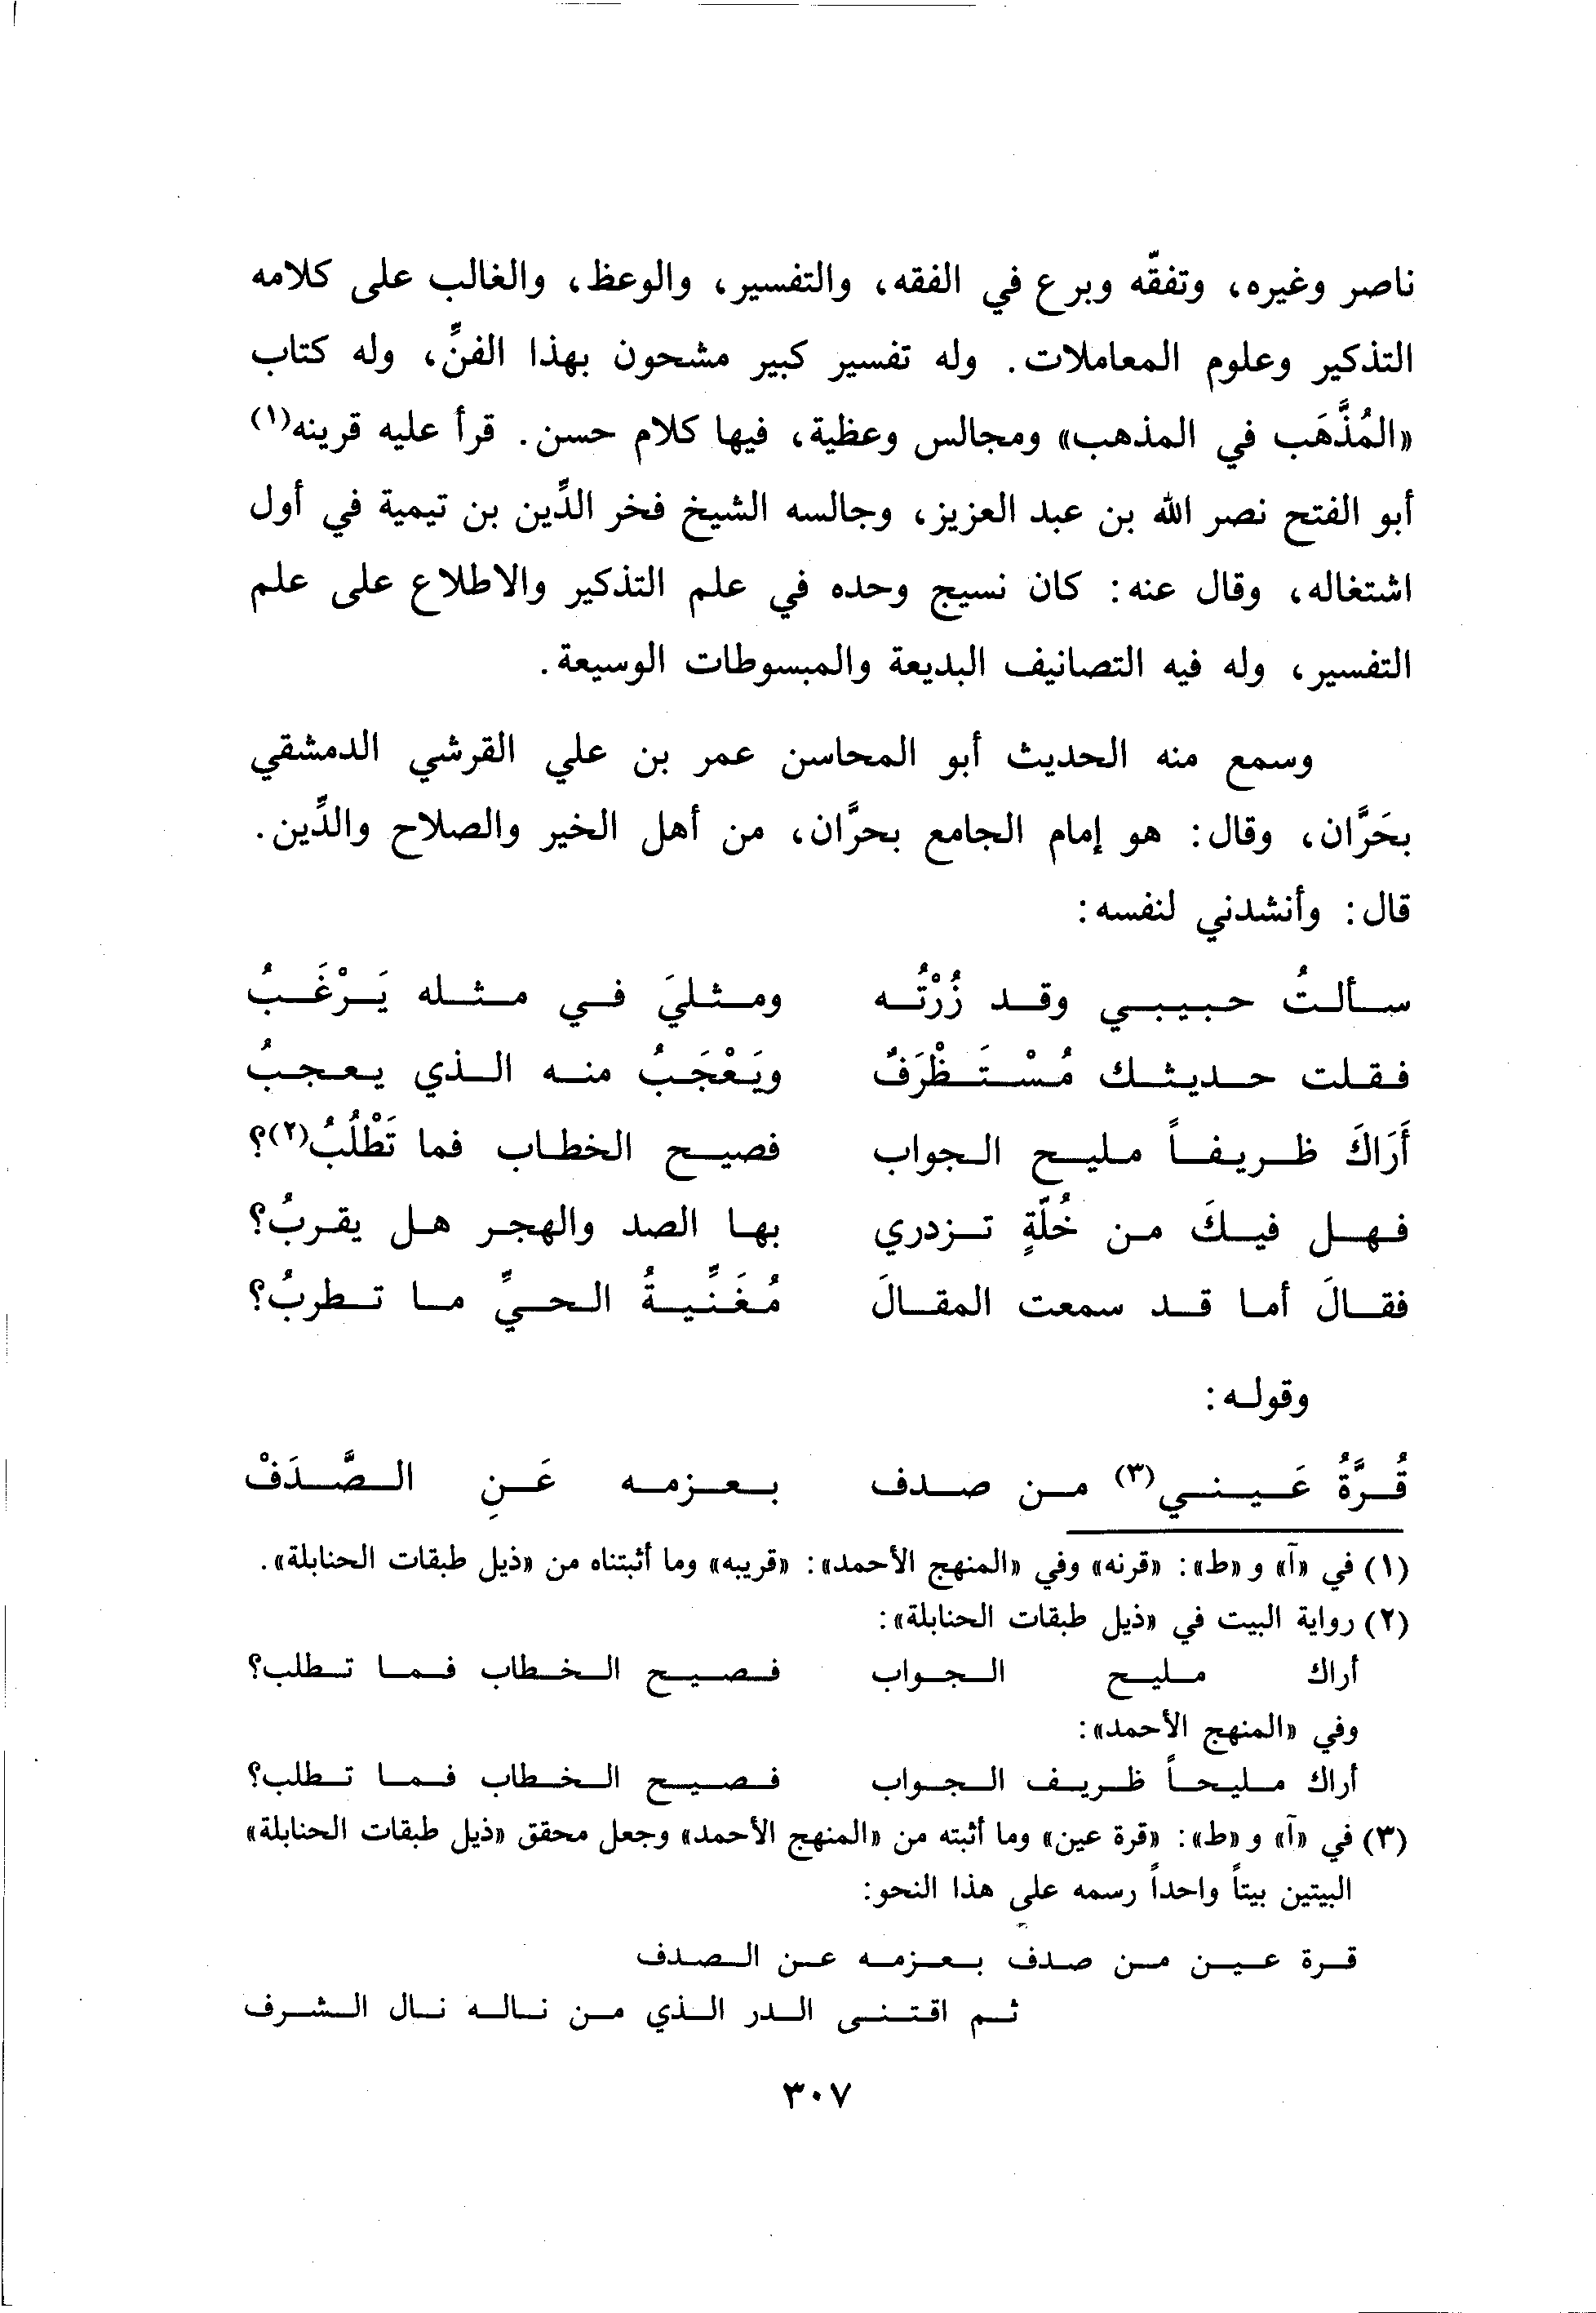 ناصر وغيره، وتفقّه وبرع في الفقه، والتفسير، والوعظ، والغالب على كلامه
التذكير وعلوم المعاملات. وله تفسير كبير مشحون بهذا الفنِّ، وله كتاب
«المُذَّهَب في المذهب» ومجالس وعظية، فيها كلام حسن. قرأ عليه قرينه(١)
أبو الفتح نصر الله بن عبد العزيز، وجالسه الشيخ فخر الدِّين بن تيمية في أول
اشتغاله، وقال عنه: كان نسيج وحده في علم التذكير والاطلاع على علم
التفسير، وله فيه التصانيف البديعة والمبسوطات الوسيعة.
وسمع منه الحديث أبو المحاسن عمر بن علي القرشي الدمشقي
بحَرَّان، وقال: هو إمام الجامع بحرَّان، من أهل الخير والصلاح والدِّين.
قال: وأنشدني لنفسه:
سألتُ حبيبي وقد زُرْتُه ومثليَ في مثله يَرْغَبُ
فقلت حديثك مُسْتَظْرَفٌ ويَعْجَبُ منه الذي يعجبُ
أَرَاكَ ظريفاً مليح الجواب فصيح الخطاب فما تَطْلُبُ(٢)؟
فهل فيكَ من خُلّةٍ تزدري بها الصد والهجر هل يقربُ؟
فقالَ أما قد سمعت المقالَ مُغَنِّيةُ الحيِّ ما تطربُ؟
وقوله:
قُرَّةُ عَيني(٣) من صدف بعزمه عَنِ الصَّدَفْ
(١) في «آ» و «ط»: «قرنه» وفي «المنهج الأحمد»: «قريبه» وما أثبتناه من «ذيل طبقات الحنابلة».
(٢) رواية البيت في «ذيل طبقات الحنابلة»:
أراك مليح الجواب فصيح الخطاب فما تطلب؟
وفي «المنهج الأحمد»:
أراك مليحاً ظريف الجواب فصيح الخطاب فما تطلب؟
(٣) في «آ» و «ط»: «قرة عين» وما أثبته من «المنهج الأحمد» وجعل محقق «ذيل طبقات الحنابلة»
البيتين بيتاً واحداً رسمه على هذا النحو:
قرة عين من صدف بعزمه عن الصدف
ثم اقتنى الدر الذي من ناله نال الشرف
٣٠٧